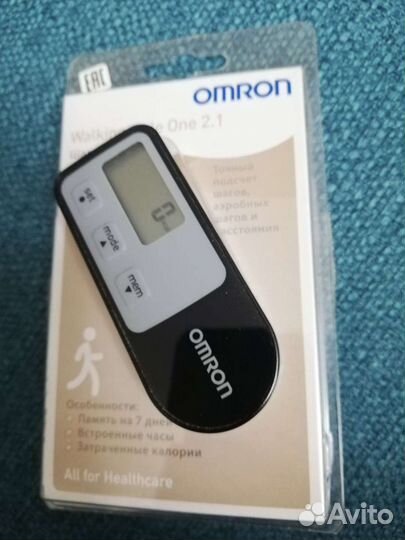 EAC
OMRON
Walking One 2.1
Точный
подсчет
шагов,
аэробных
шагов и
расстояния
set
mode
mem
0
OMRON
Особенности:
• Память на 7 дней
• Встроенные часы
• Затраченные калории
All for Healthcare
Avito